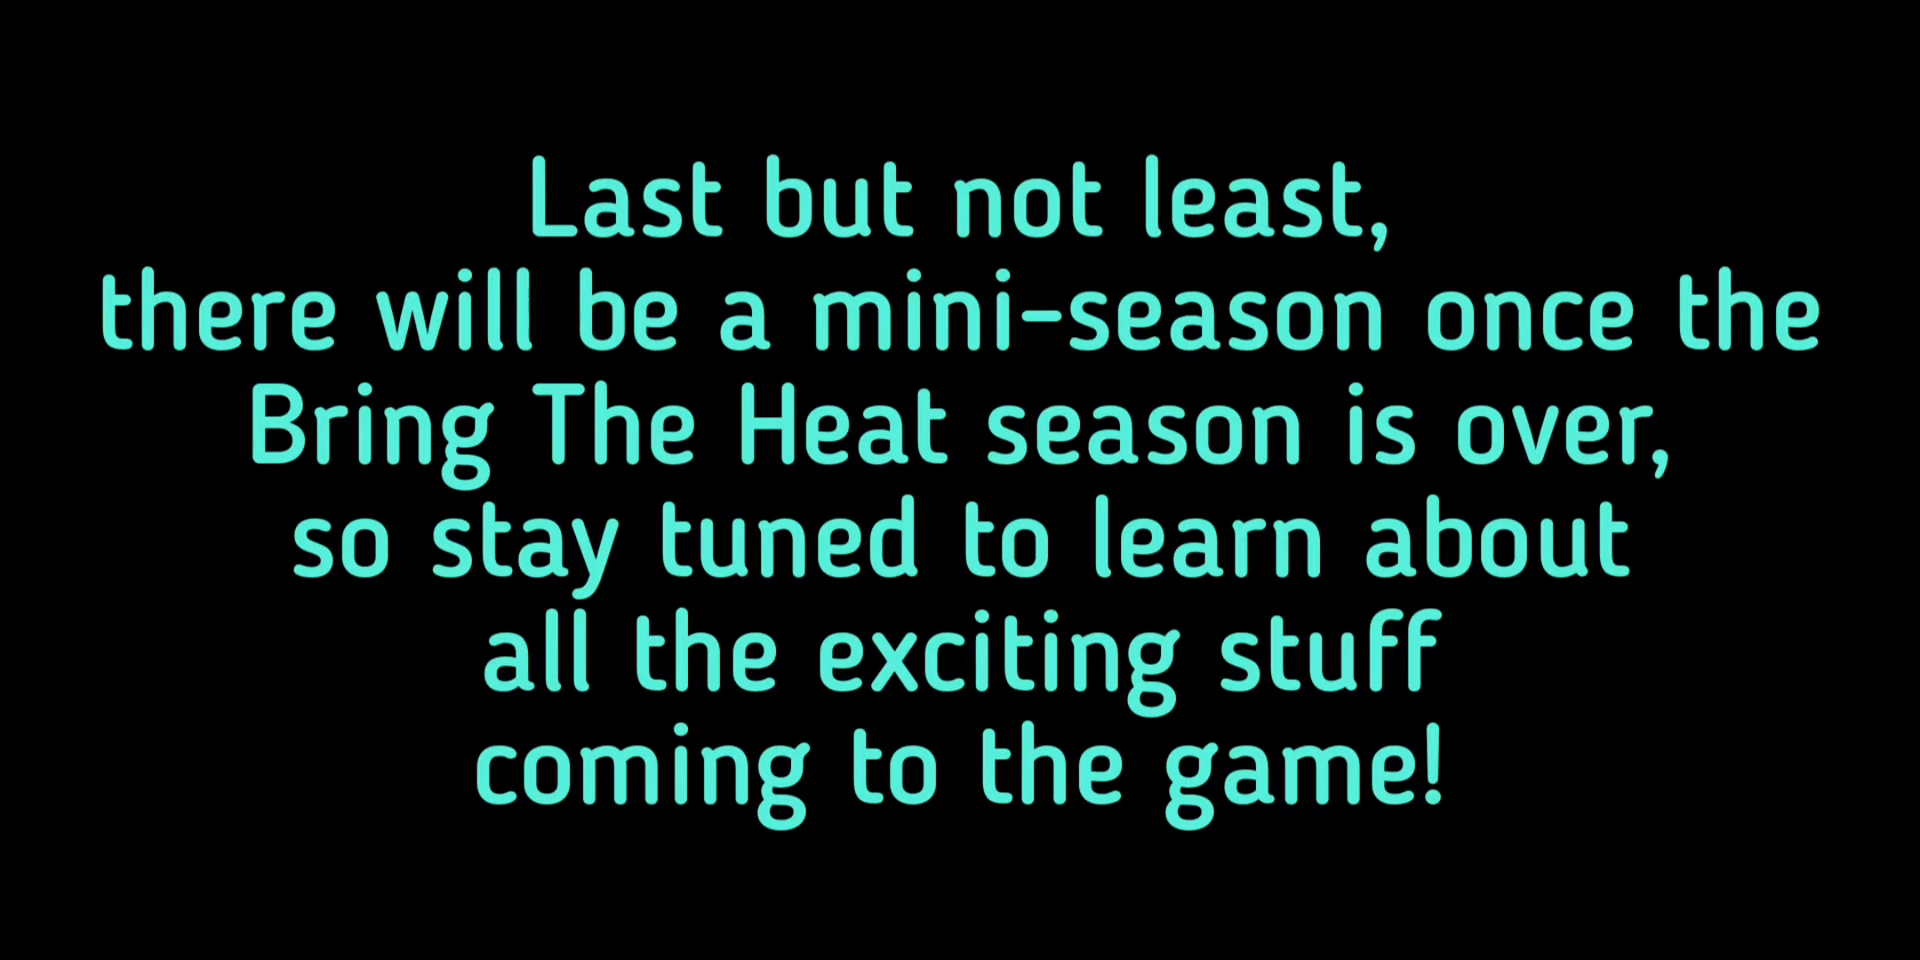 Last but not least,
there will be a mini-season once the
Bring The Heat season is over,
so stay tuned to learn about
all the exciting stuff
coming to the game!